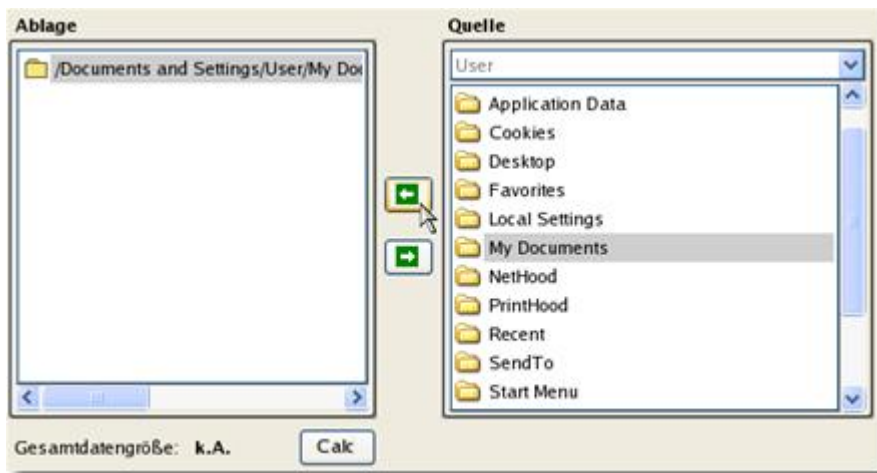 Ablage
/Documents and Settings/User/My Do
Quelle
User
Application Data
Cookies
Desktop
Favorites
Local Settings
My Documents
NetHood
PrintHood
Recent
SendTo
Start Menu
Gesamtdatengröße: k.A.
Calc